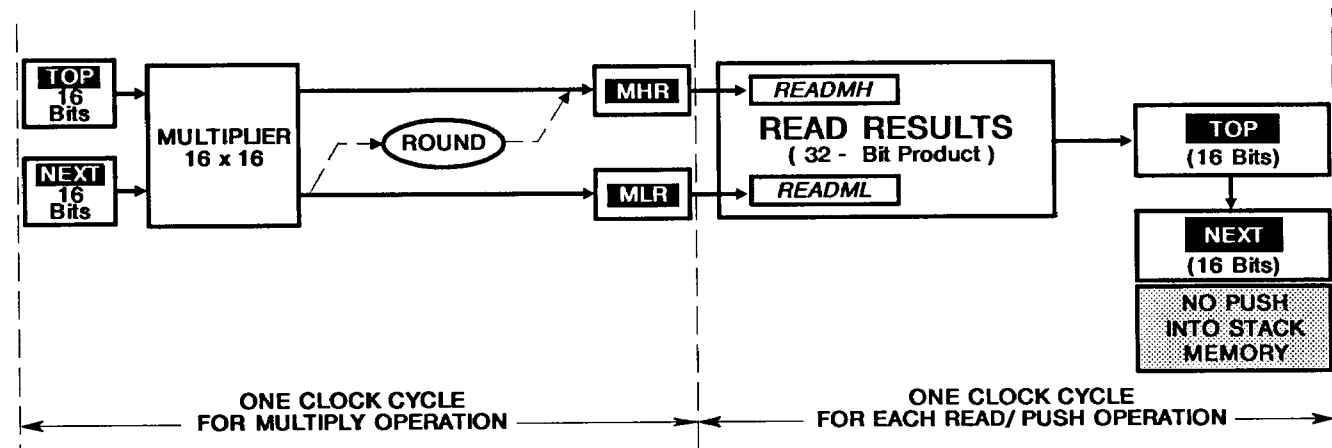 TOP
16
Bits
NEXT
16
Bits
MULTIPLIER
16 x 16
ROUND
MHR
MLR
READMH
READ RESULTS
( 32 - Bit Product )
READML
TOP
(16 Bits)
NEXT
(16 Bits)
NO PUSH
INTO STACK
MEMORY
ONE CLOCK CYCLE
FOR MULTIPLY OPERATION
ONE CLOCK CYCLE
FOR EACH READ/ PUSH OPERATION